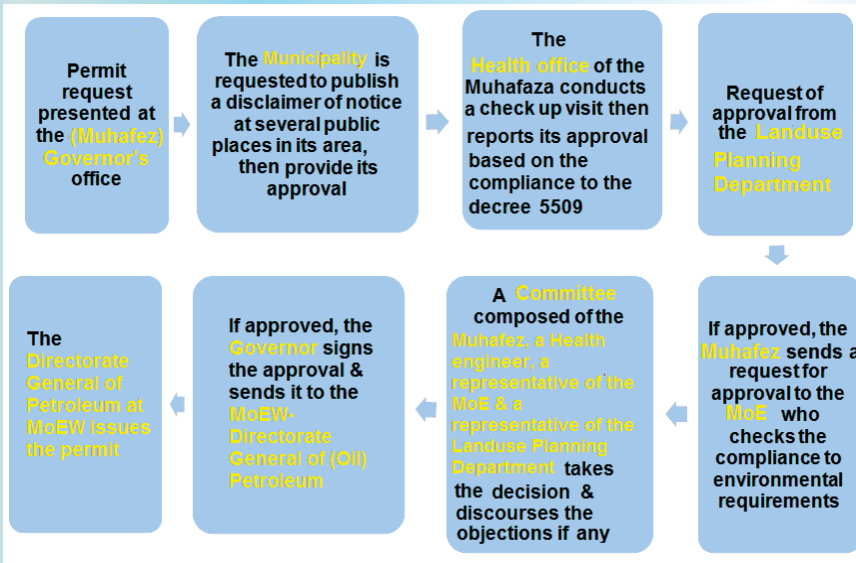 Permit
request
presented at
the (Muhafez)
Governor's
office
The Municipality is
requested to publish
a disclaimer of notice
at several public
places in its area,
then provide its
approval
The
Health office of the
Muhafaza conducts
a check up visit then
reports its approval
based on the
compliance to the
decree 5509
Request of
approval from
the Landuse
Planning
Department
If approved, the
Muhafez sends a
request for
approval to the
MoE who
checks the
compliance to
environmental
requirements
A Committee
composed of the
Muhafez, a Health
engineer, a
representative of the
MoE & a
representative of the
Landuse Planning
Department takes
the decision &
discourses the
objections if any
If approved, the
Governor signs
the approval &
sends it to the
MoEW-
Directorate
General of (Oil)
Petroleum
The
Directorate
General of
Petroleum at
MoEW issues
the permit